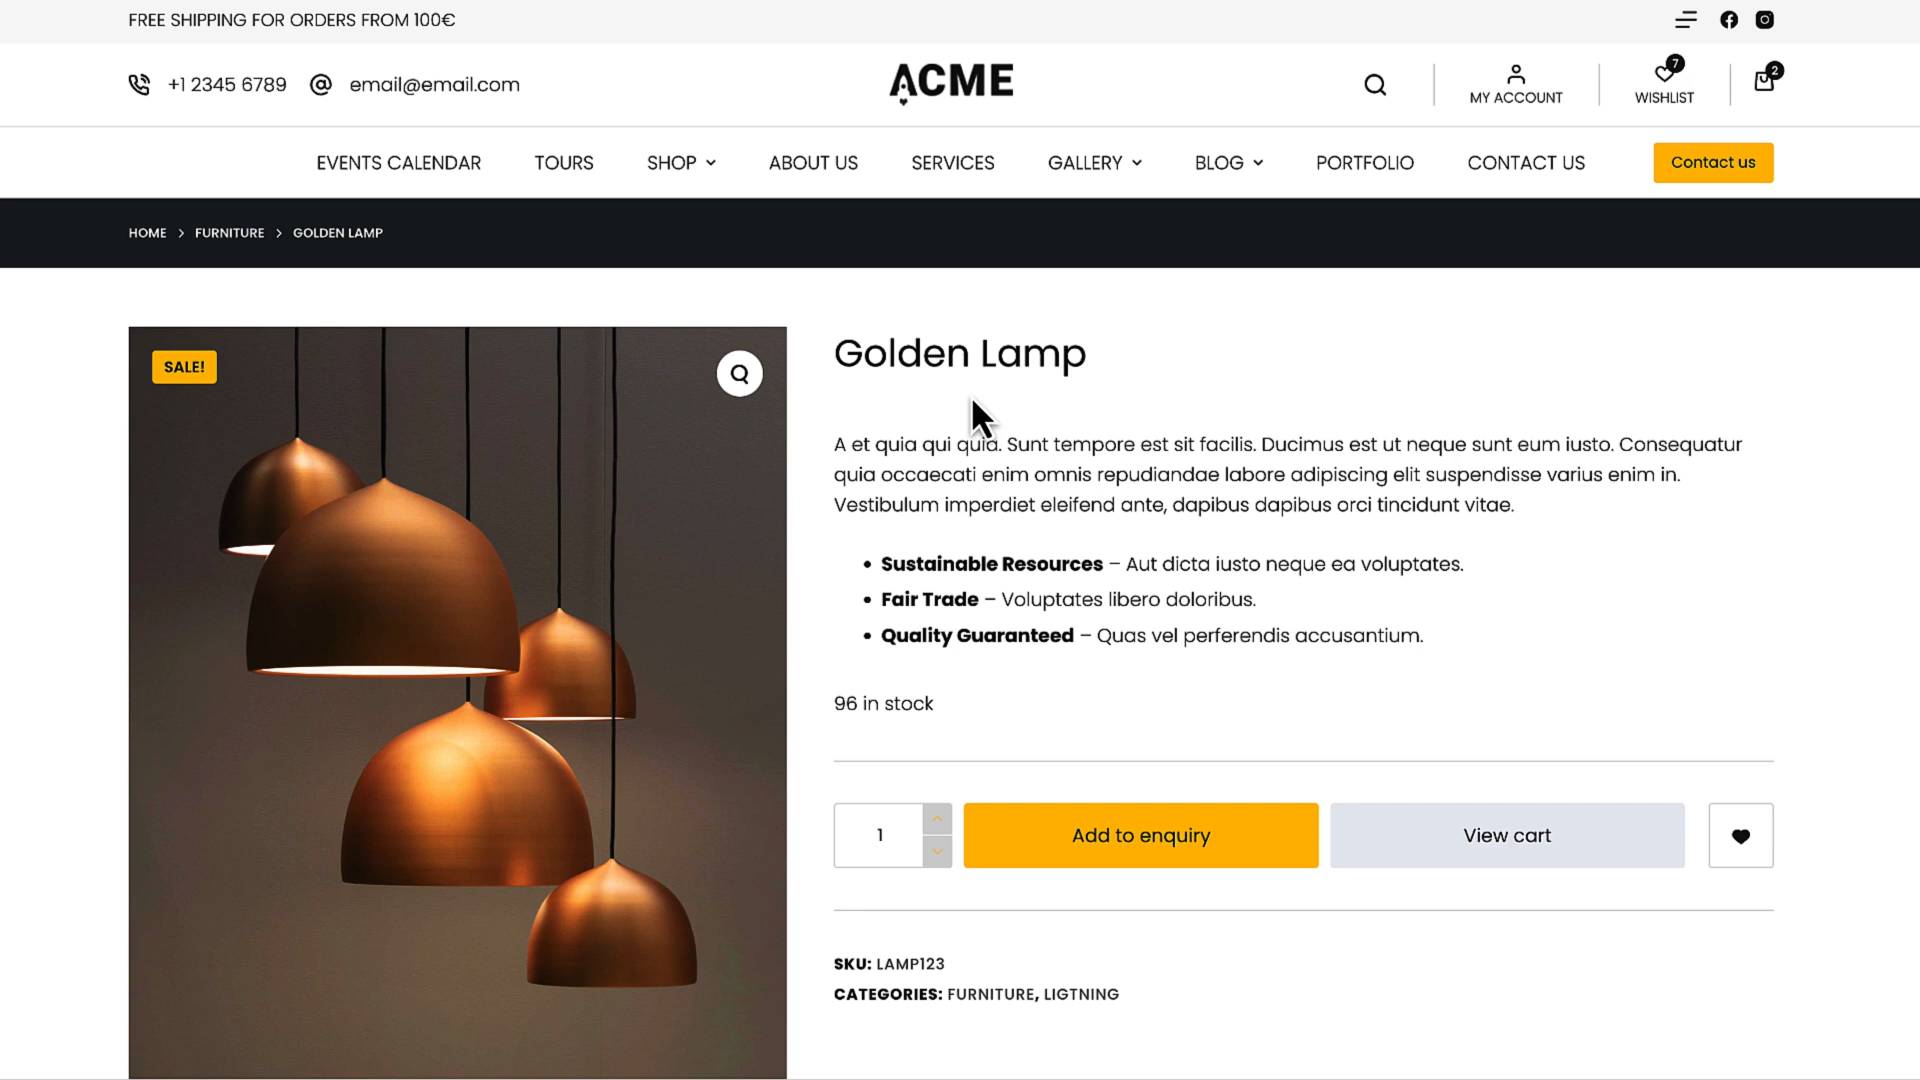 FREE SHIPPING FOR ORDERS FROM 100€
+1 2345 6789
email@email.com
ACME
MY ACCOUNT
7
WISHLIST
2
EVENTS CALENDAR
TOURS
SHOP
ABOUT US
SERVICES
GALLERY
BLOG
PORTFOLIO
CONTACT US
Contact us
HOME > FURNITURE > GOLDEN LAMP
SALE!
Golden Lamp
A et quia qui quia. Sunt tempore est sit facilis. Ducimus est ut neque sunt eum iusto. Consequatur
quia occaecati enim omnis repudiandae labore adipiscing elit suspendisse varius enim in.
Vestibulum imperdiet eleifend ante, dapibus dapibus orci tincidunt vitae.
• Sustainable Resources – Aut dicta iusto neque ea voluptates.
• Fair Trade – Voluptates libero doloribus.
• Quality Guaranteed – Quas vel perferendis accusantium.
96 in stock
1
Add to enquiry
View cart
SKU: LAMP123
CATEGORIES: FURNITURE, LIGTNING